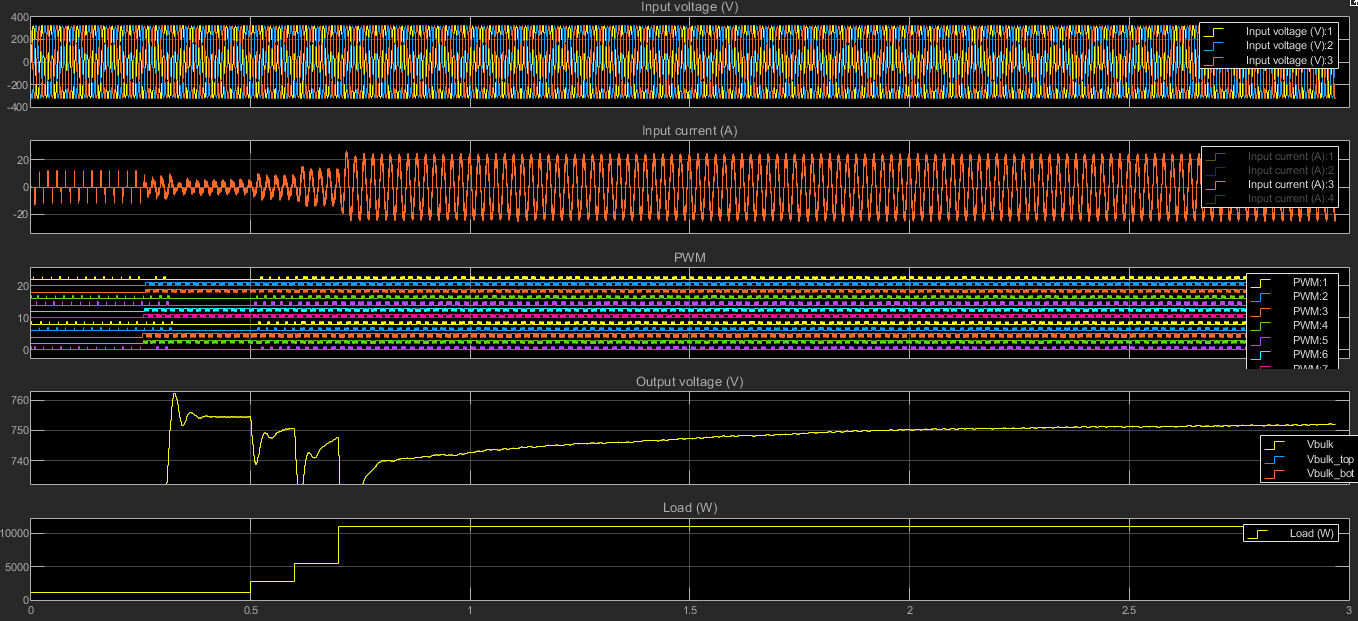 Input voltage (V)
400
200
0
-200
-400
Input voltage (V):1
Input voltage (V):2
Input voltage (V):3
Input current (A)
20
0
-20
Input current (A):1
Input current (A):2
Input current (A):3
Input current (A):4
PWM
20
10
0
PWM:1
PWM:2
PWM:3
PWM:4
PWM:5
PWM:6
PWM:7
Output voltage (V)
760
750
740
Vbulk
Vbulk_top
Vbulk_bot
Load (W)
10000
5000
0
Load (W)
0 0.5 1 1.5 2 2.5 3